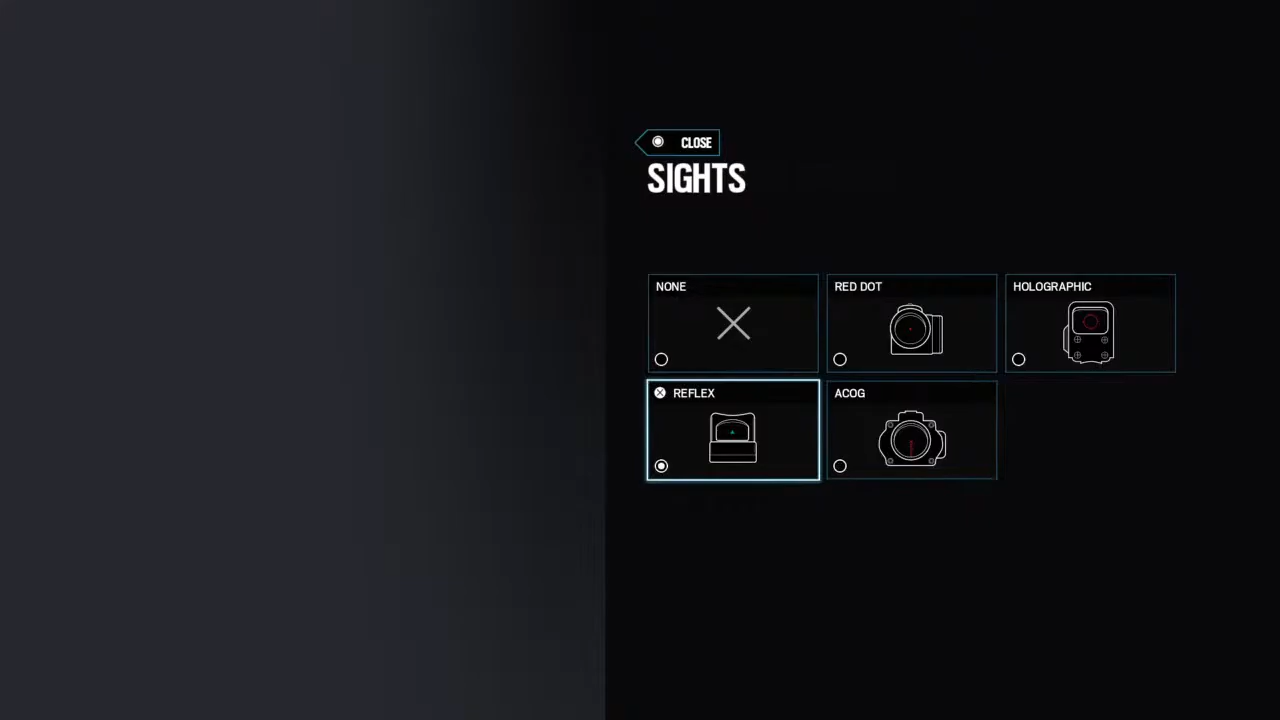 CLOSE
SIGHTS
NONE
RED DOT
HOLOGRAPHIC
REFLEX
ACOG